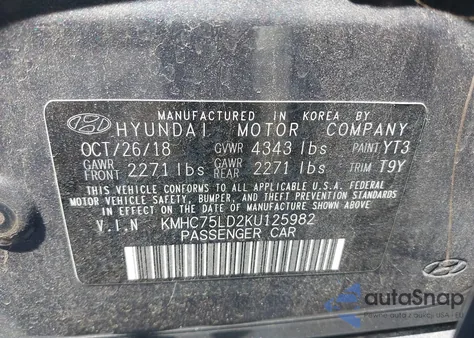 MANUFACTURED IN KOREA BY
HYUNDAI MOTOR COMPANY
OCT/26/18 GVWR 4343 lbs PAINT YT3
GAWR FRONT 2271 lbs GAWR REAR 2271 lbs TRIM T9Y
THIS VEHICLE CONFORMS TO ALL APPLICABLE U.S.A. FEDERAL
MOTOR VEHICLE SAFETY, BUMPER, AND THEFT PREVENTION STANDARDS
IN EFFECT ON THE DATE OF MANUFACTURE SHOWN ABOVE.
V.I.N KMHC75LD2KU125982
PASSENGER CAR
autoSnap